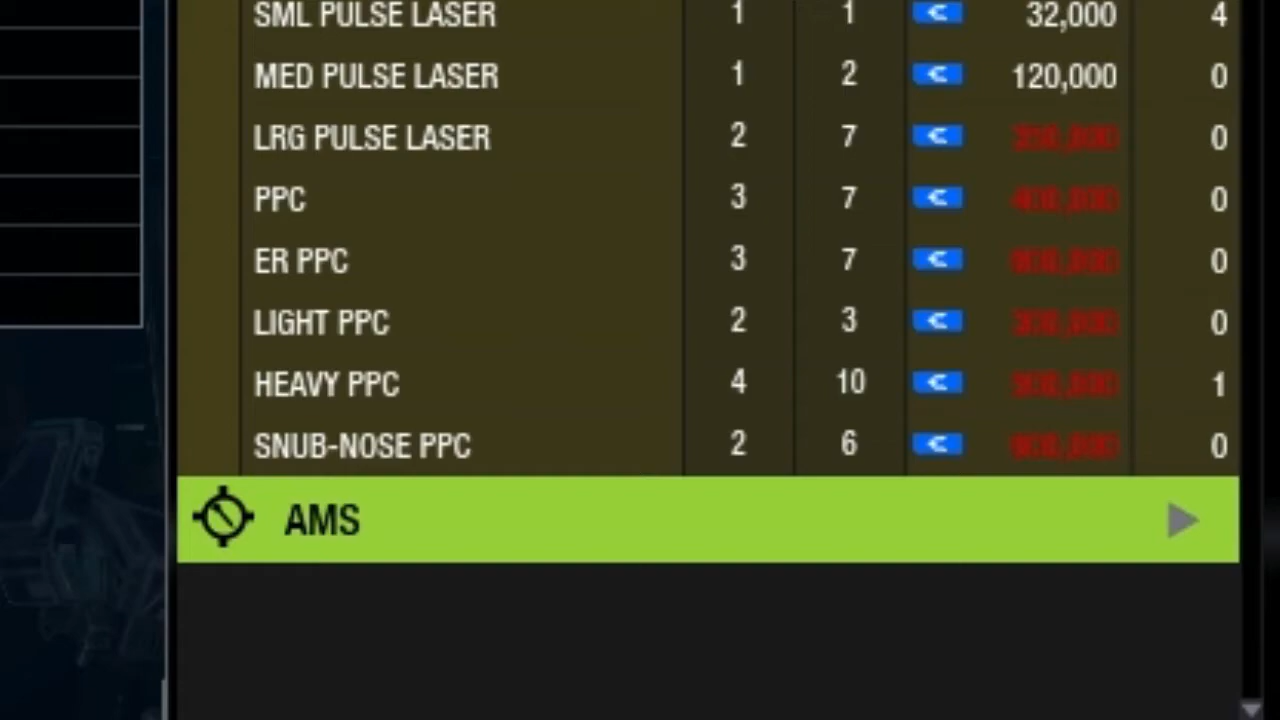 SML PULSE LASER 1 1 32,000 4
MED PULSE LASER 1 2 120,000 0
LRG PULSE LASER 2 7 0
PPC 3 7 0
ER PPC 3 7 0
LIGHT PPC 2 3 0
HEAVY PPC 4 10 1
SNUB-NOSE PPC 2 6 0
AMS